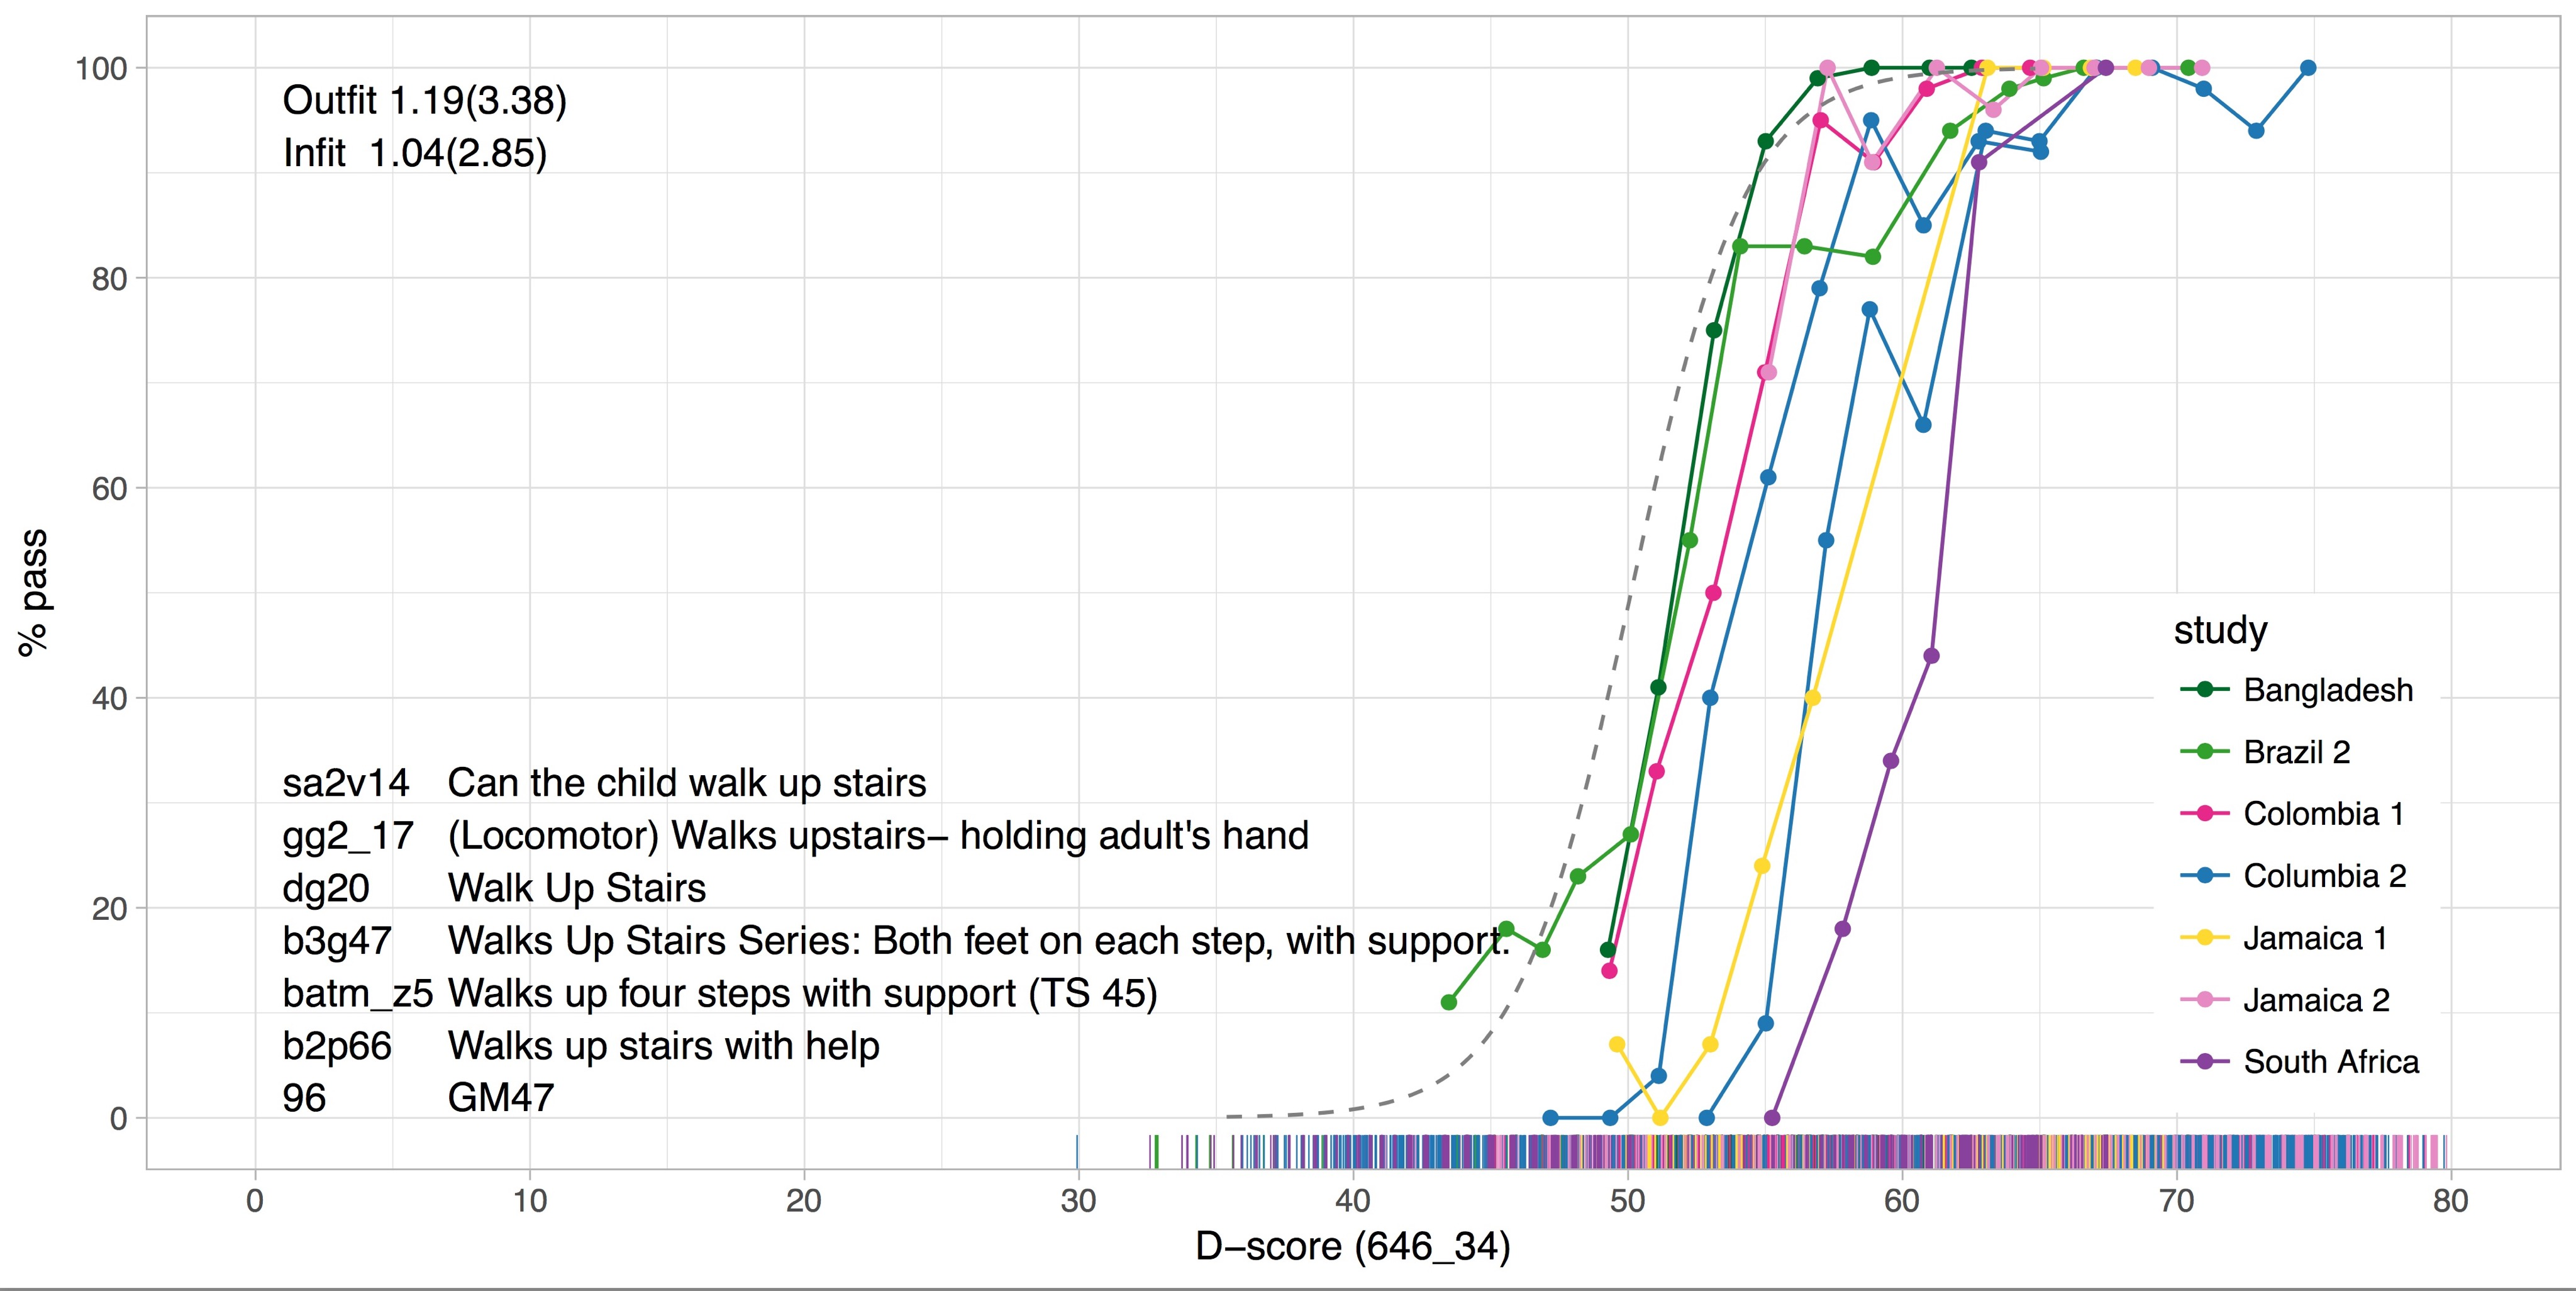 100
80
60
40
20
0
% pass
Outfit 1.19(3.38)
Infit 1.04(2.85)
sa2v14 Can the child walk up stairs
gg2_17 (Locomotor) Walks upstairs– holding adult's hand
dg20 Walk Up Stairs
b3g47 Walks Up Stairs Series: Both feet on each step, with support.
batm_z5 Walks up four steps with support (TS 45)
b2p66 Walks up stairs with help
96 GM47
study
Bangladesh
Brazil 2
Colombia 1
Columbia 2
Jamaica 1
Jamaica 2
South Africa
0 10 20 30 40 50 60 70 80
D–score (646_34)